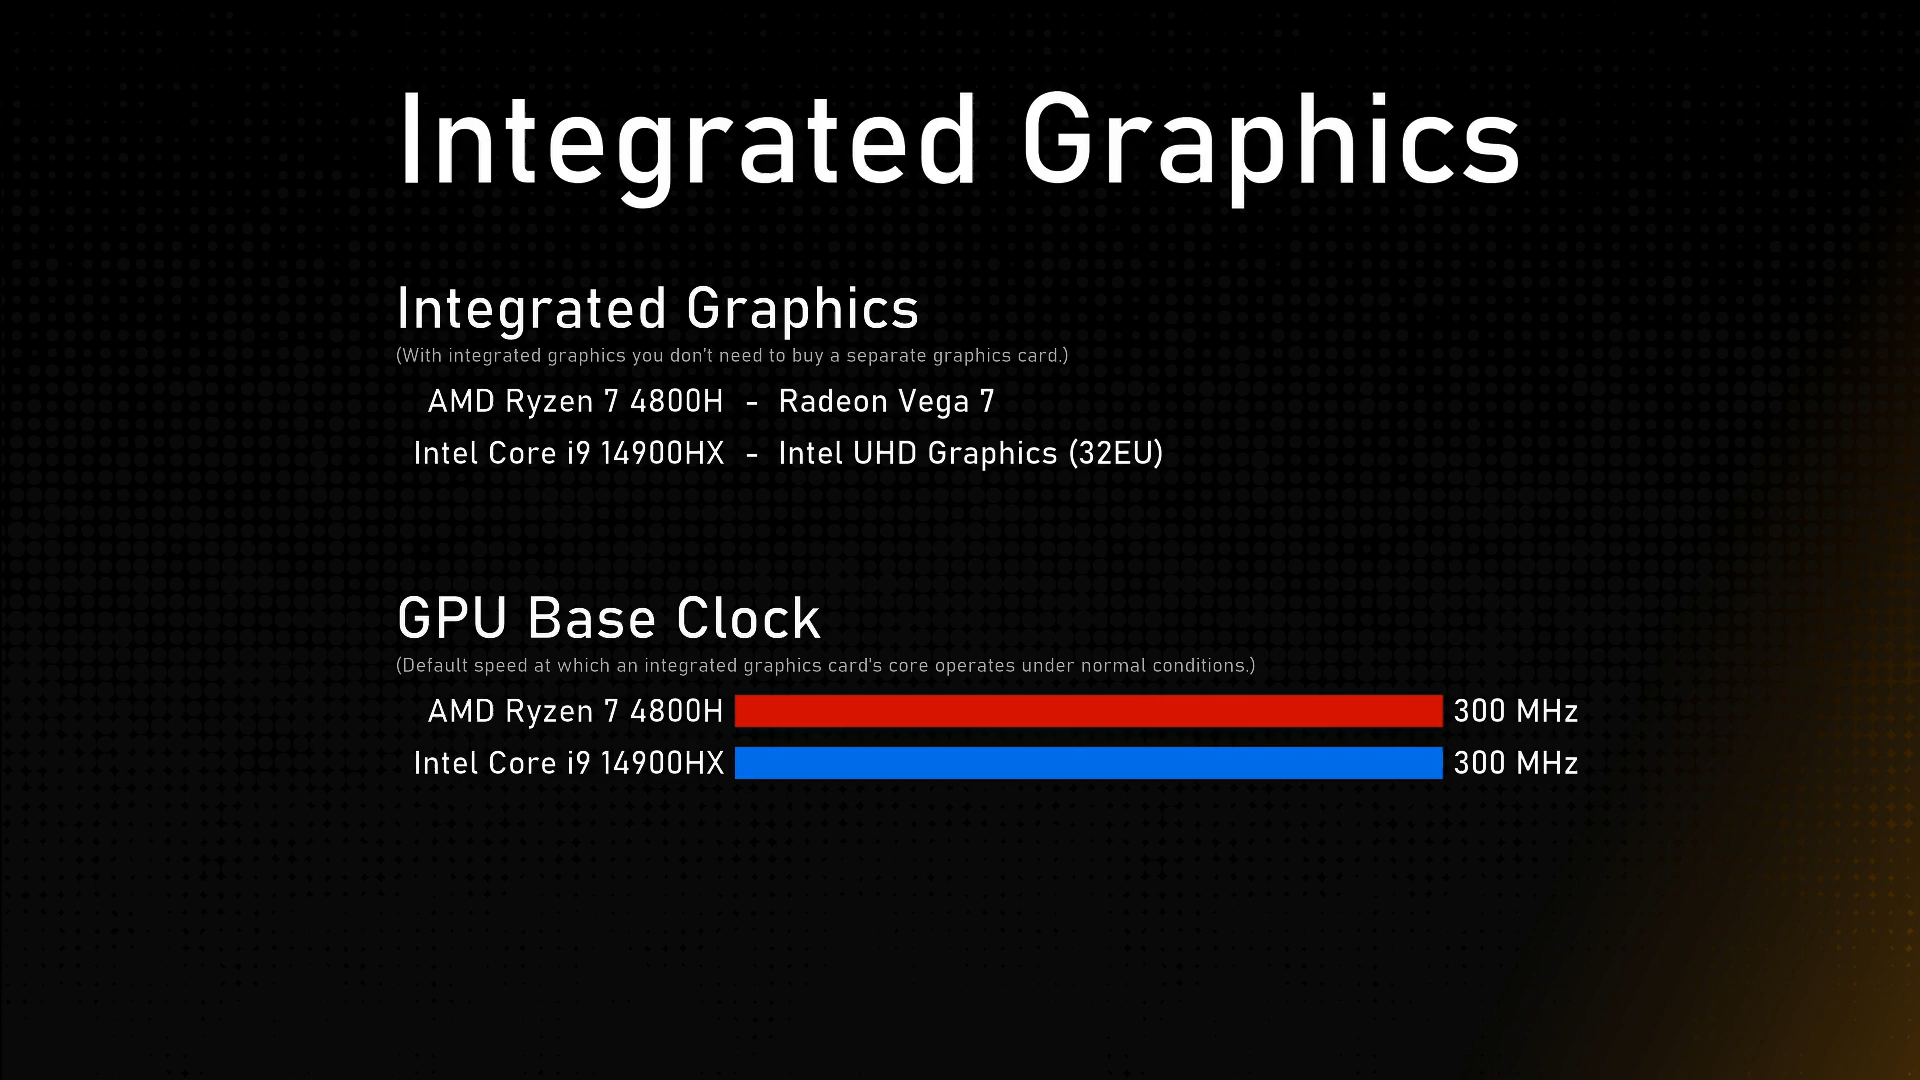 Integrated Graphics
Integrated Graphics
(With integrated graphics you don't need to buy a separate graphics card.)
AMD Ryzen 7 4800H - Radeon Vega 7
Intel Core i9 14900HX - Intel UHD Graphics (32EU)
GPU Base Clock
(Default speed at which an integrated graphics card's core operates under normal conditions.)
AMD Ryzen 7 4800H 300 MHz
Intel Core i9 14900HX 300 MHz